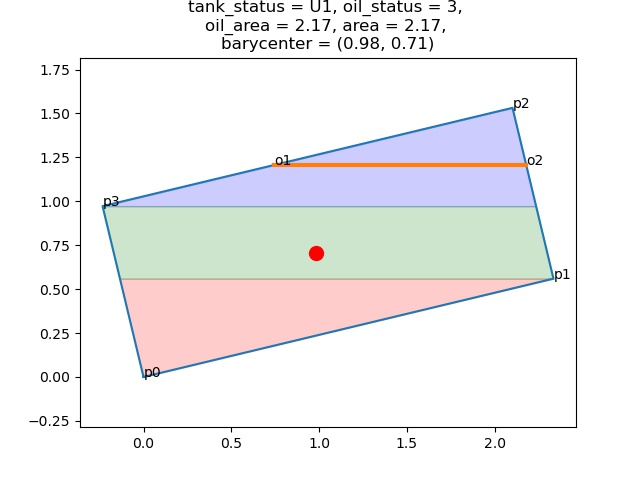 tank_status = U1, oil_status = 3,
oil_area = 2.17, area = 2.17,
barycenter = (0.98, 0.71)
1.75
1.50
1.25
1.00
0.75
0.50
0.25
0.00
−0.25
p2
o1
o2
p3
p1
p0
0.0
0.5
1.0
1.5
2.0